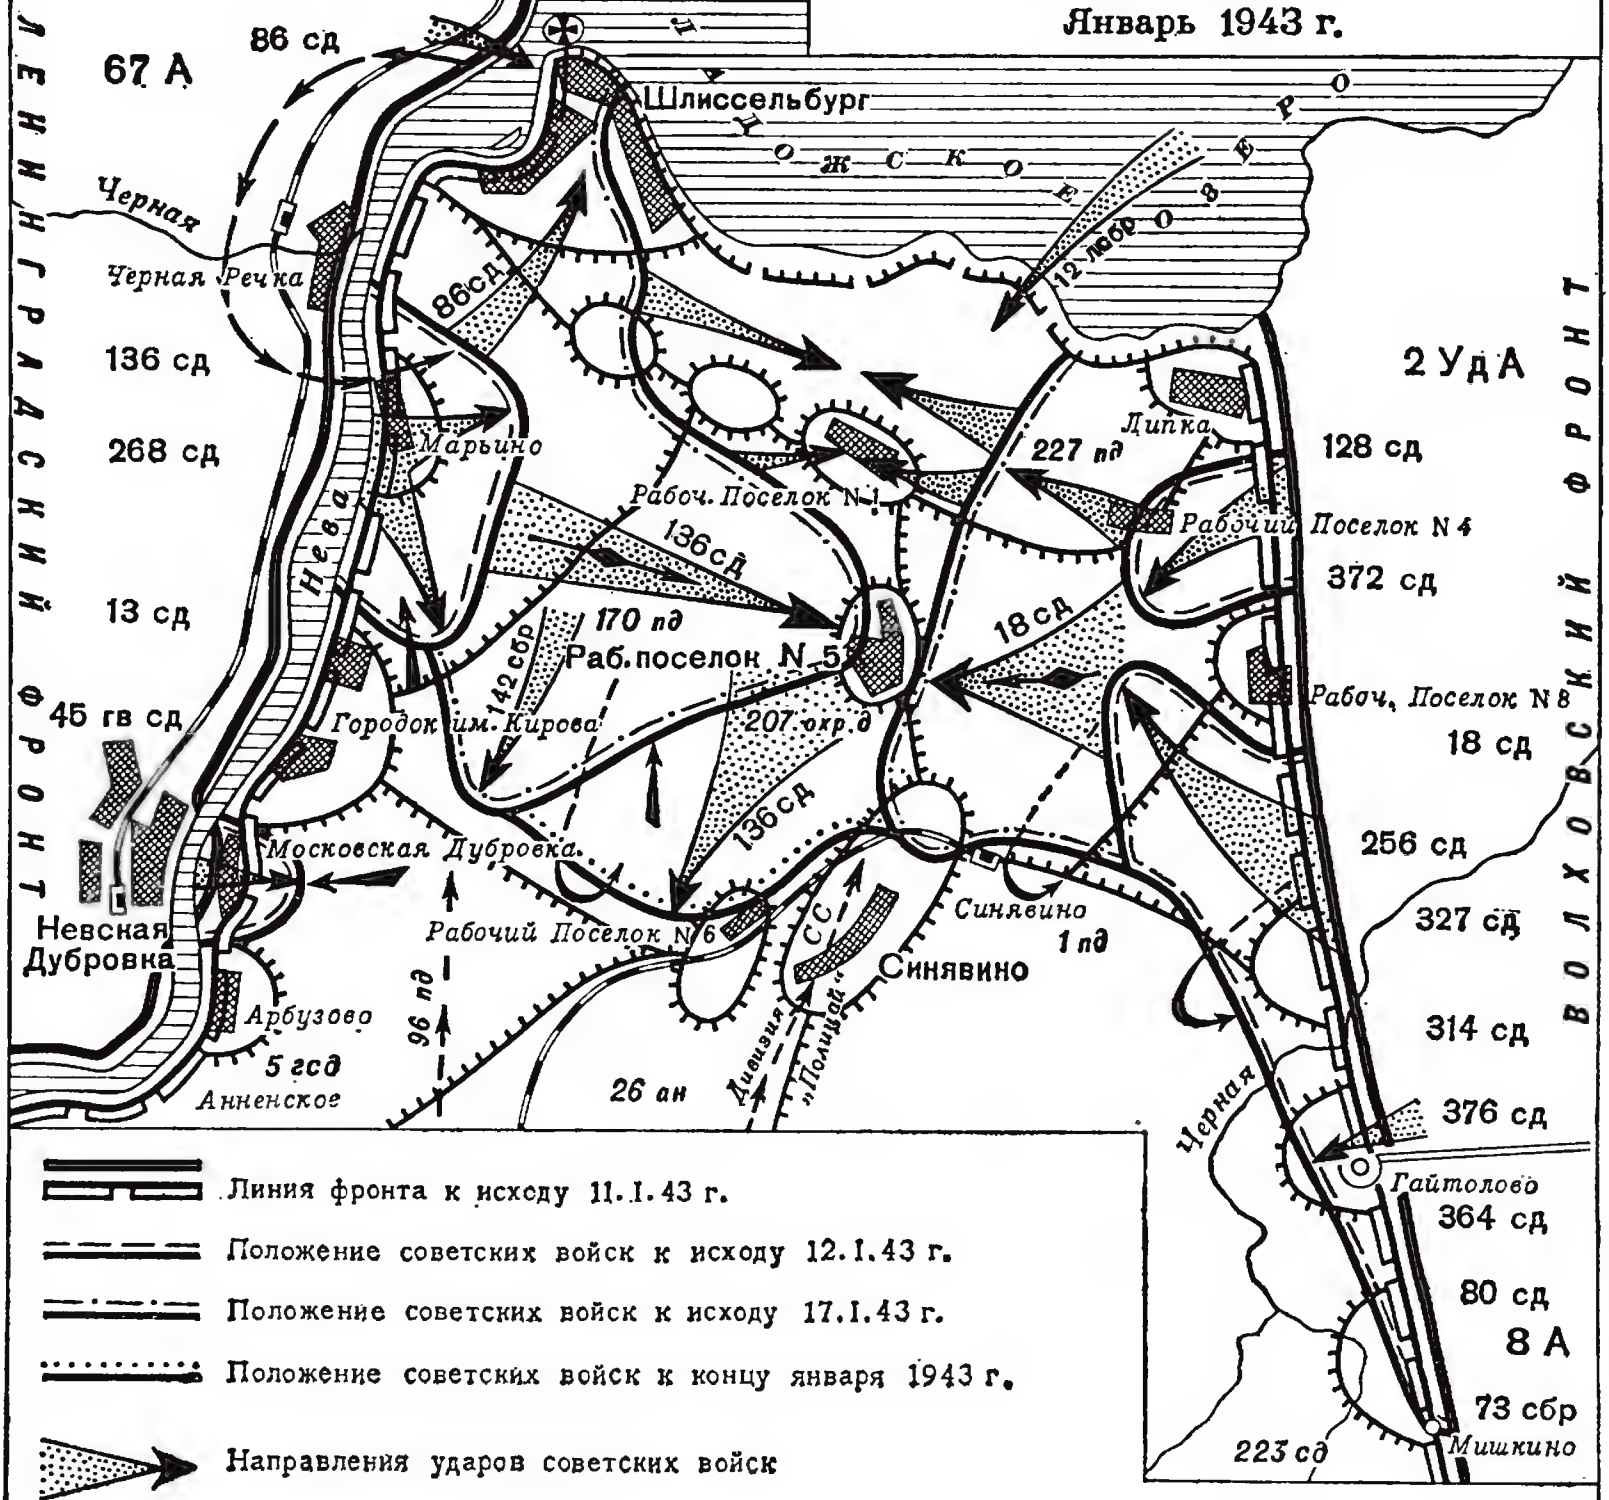 Январь 1943 г.
ЛЕНИНГРАДСКИЙ ФРОНТ
ВОЛХОВСКИЙ ФРОНТ
ЛАДОЖСКОЕ ОЗЕРО
86 сд
67 А
Шлиссельбург
Черная
Черная Речка
86 сд
12 лсбр
136 сд
2 Уд А
268 сд
Марьино
Липка
227 пд
128 сд
Рабоч. Поселок N 1
Рабочий Поселок N 4
Нева
136 сд
372 сд
13 сд
170 пд
18 сд
142 сбр
Раб. поселок N 5
Рабоч. Поселок N 8
45 гв сд
Городок им. Кирова
207 охр. д
18 сд
136 сд
Московская Дубровка
256 сд
Невская
Дубровка
Рабочий Поселок N 6
СС
Синявино
1 пд
327 сд
Синявино
96 пд
Арбузово
5 гсд
Анненское
26 ан
Дивизия
„Полицай“
314 сд
Черная
376 сд
Гайтолово
364 сд
80 сд
8 А
73 сбр
Мишкино
223 сд
Линия фронта к исходу 11.I.43 г.
Положение советских войск к исходу 12.I.43 г.
Положение советских войск к исходу 17.I.43 г.
Положение советских войск к концу января 1943 г.
Направления ударов советских войск